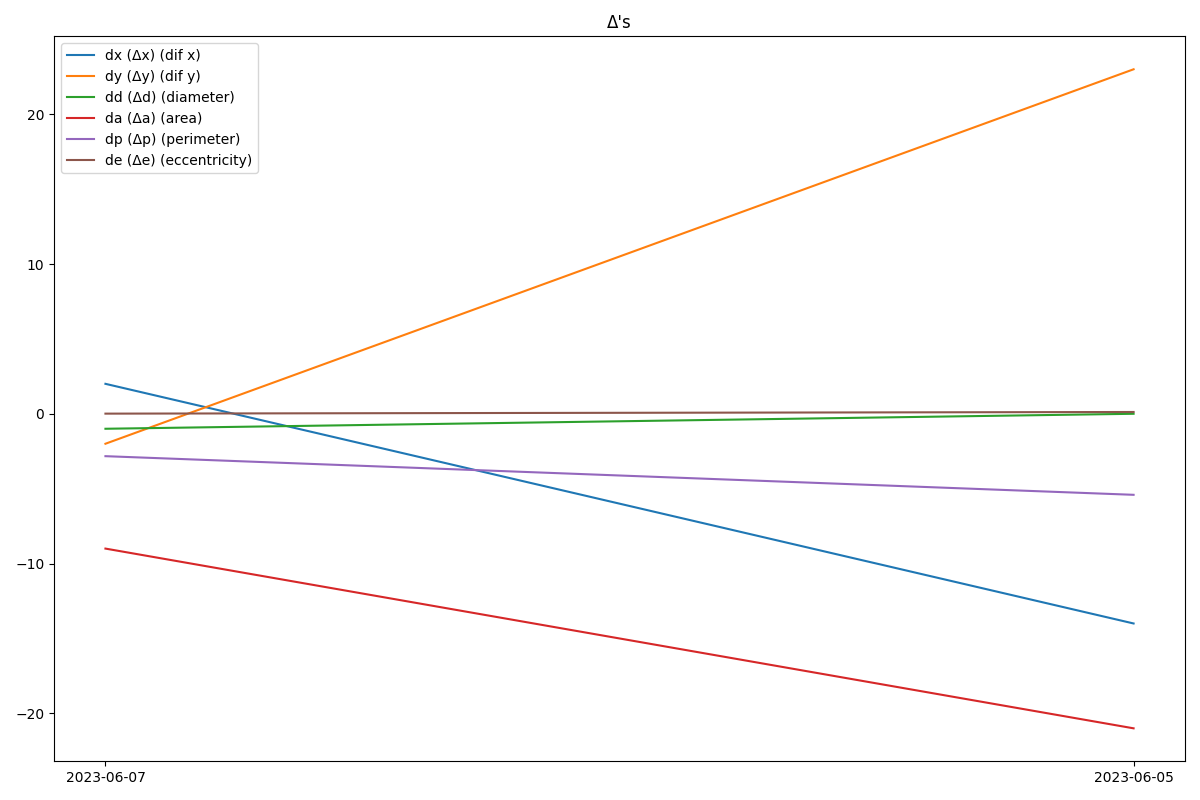 Δ's
dx (Δx) (dif x)
dy (Δy) (dif y)
dd (Δd) (diameter)
da (Δa) (area)
dp (Δp) (perimeter)
de (Δe) (eccentricity)
20
10
0
−10
−20
2023-06-07
2023-06-05